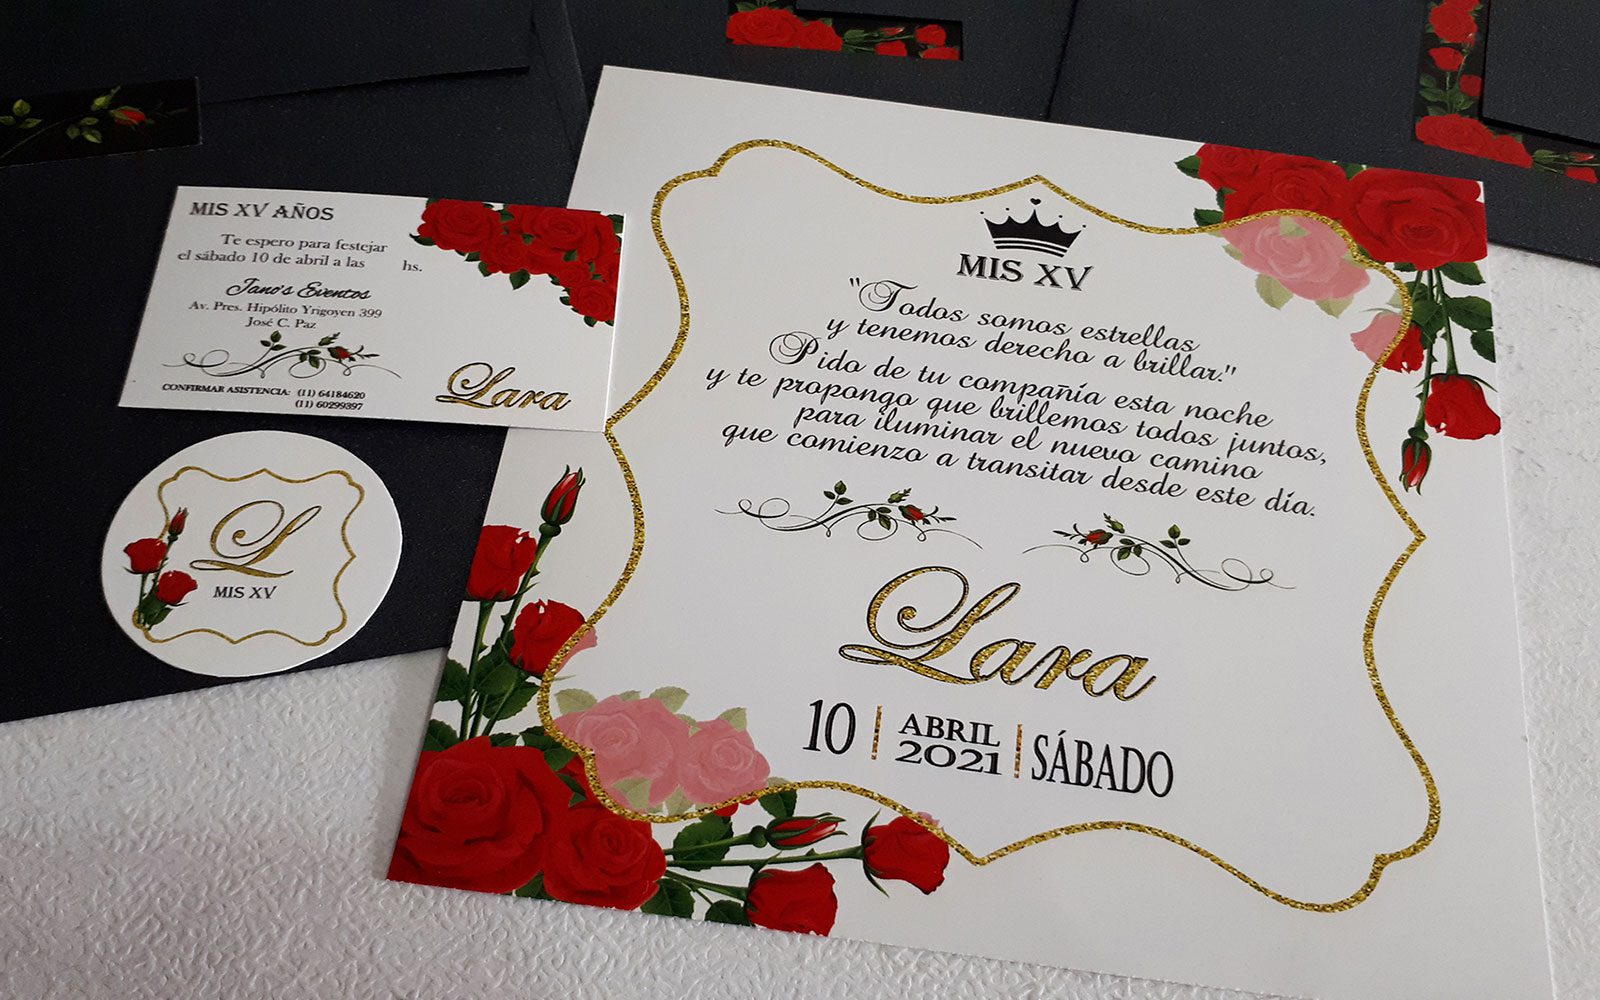 MIS XV AÑOS
Te espero para festejar
el sábado 10 de abril a las hs.
Jano's Eventos
Av. Pres. Hipólito Yrigoyen 399
José C. Paz
CONFIRMAR ASISTENCIA: (11) 64184620
(11) 60299397
Lara
L
MIS XV
MIS XV
"Todos somos estrellas
y tenemos derecho a brillar."
Pido de tu compañía esta noche
y te propongo que brillemos todos juntos,
para iluminar el nuevo camino
que comienzo a transitar desde este día.
Lara
10 | ABRIL 2021 | SÁBADO